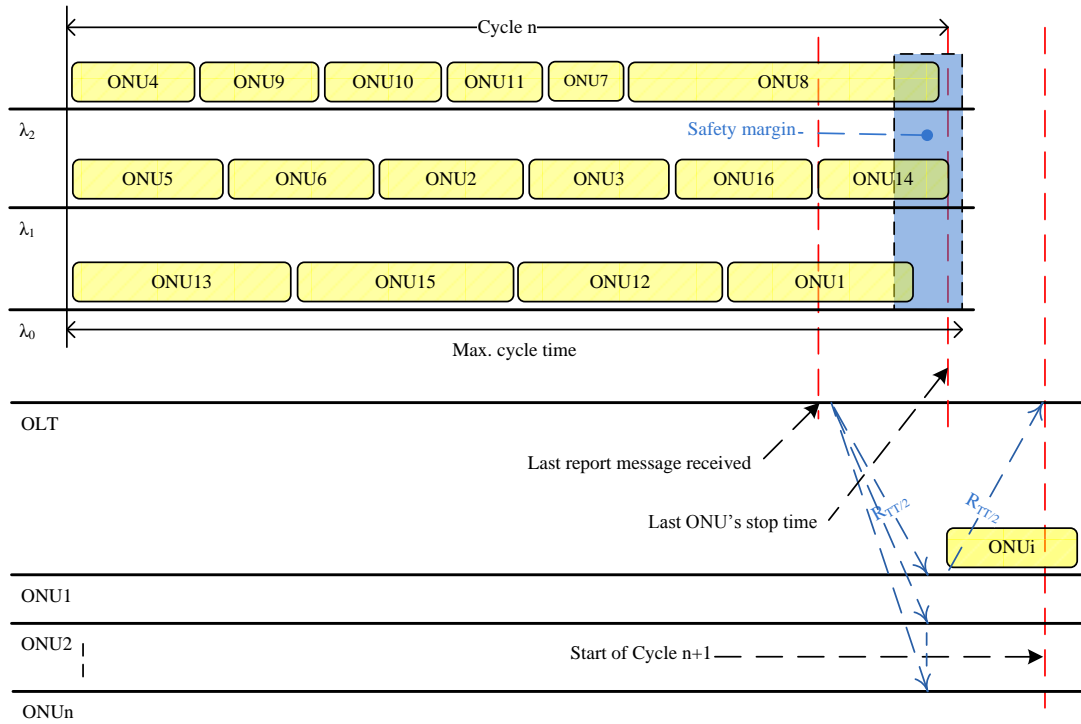 Cycle n
ONU4 ONU9 ONU10 ONU11 ONU7 ONU8
λ2
Safety margin
ONU5 ONU6 ONU2 ONU3 ONU16 ONU14
λ1
ONU13 ONU15 ONU12 ONU1
λ0
Max. cycle time
OLT
Last report message received
RTT/2 RTT/2
Last ONU’s stop time
ONUi
ONU1
ONU2
Start of Cycle n+1
ONUn